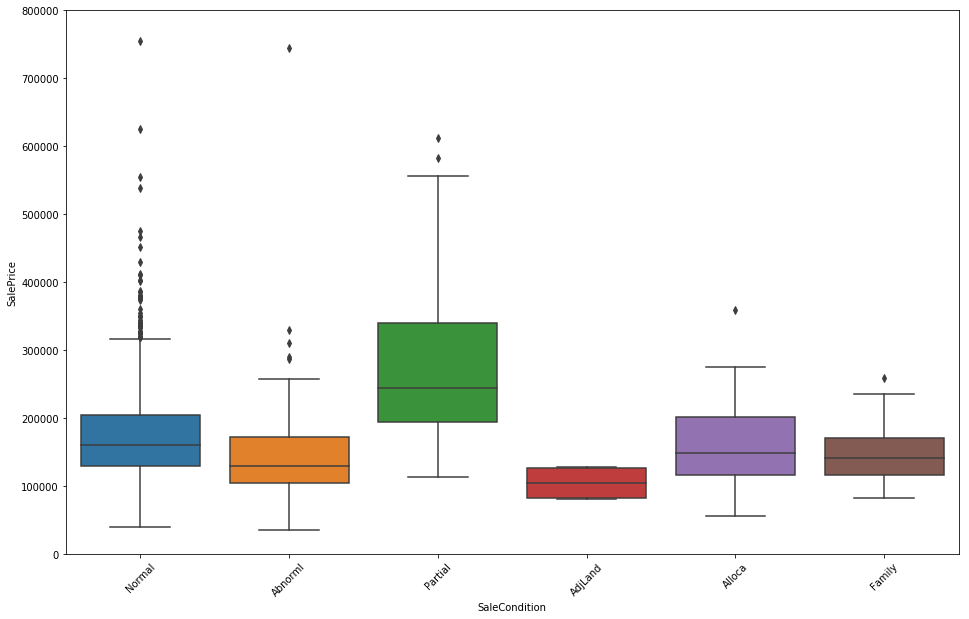 800000
700000
600000
500000
400000
300000
200000
100000
0
SalePrice
Normal
Abnorml
Partial
AdjLand
Alloca
Family
SaleCondition